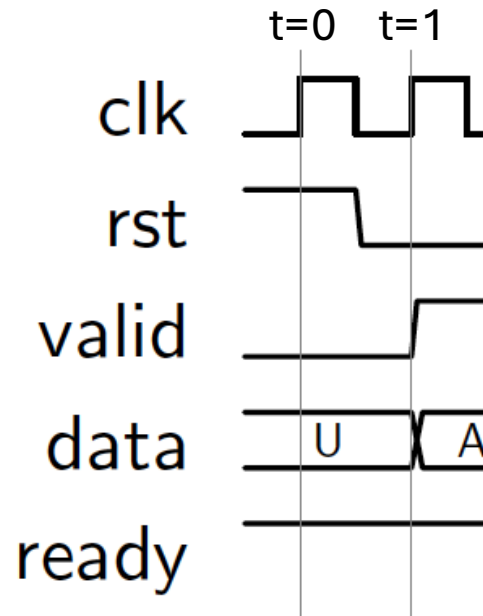 t=0 t=1
clk
rst
valid
data U A
ready